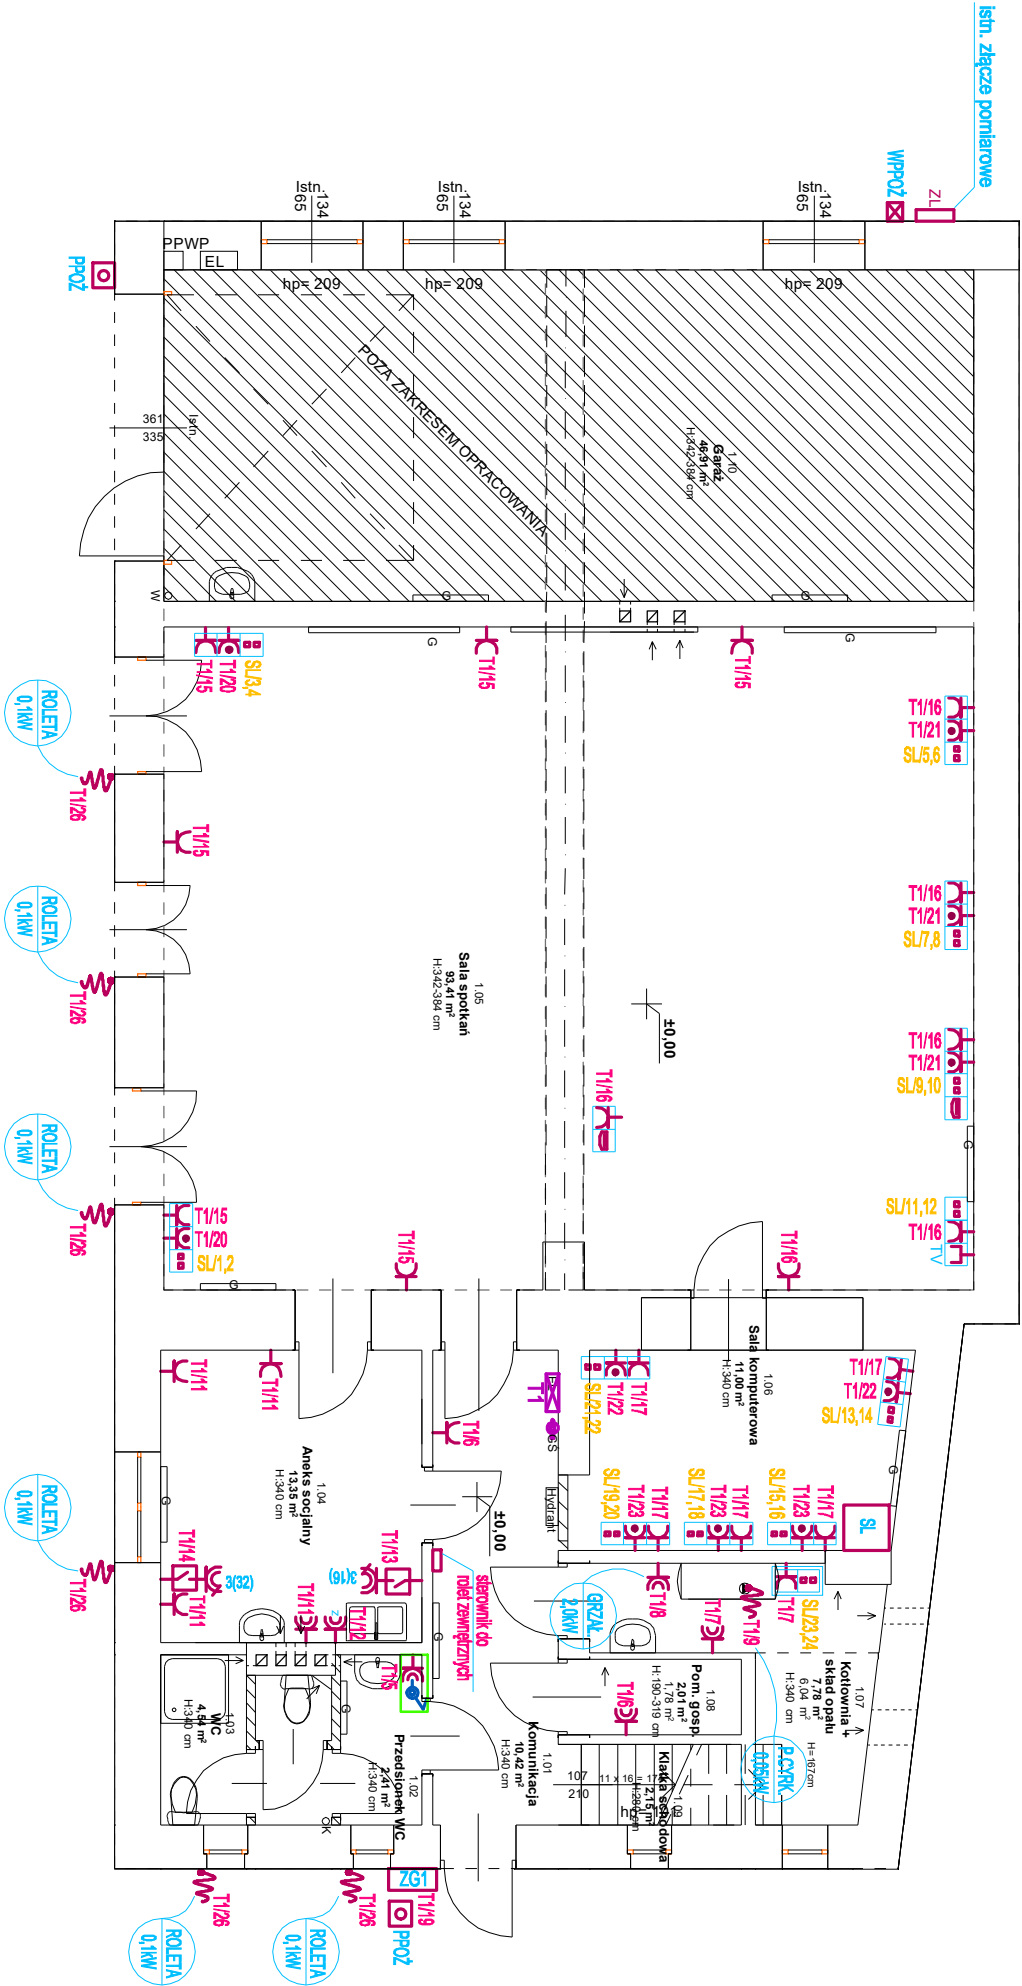 istn. złącze pomiarowe
WPPOŻ
ZL
Istn. 134
65
Istn. 134
65
Istn. 134
65
PPWP
EL
PPOŻ
hp= 209
hp= 209
hp= 209
POZA ZAKRESEM OPRACOWANIA
361
335
Istn.
1.10
Garaż
46,91 m²
H:342-384 cm
W
G
G
G
G
T1/15
T1/20
SL/3,4
T1/15
T1/15
T1/16
T1/21
SL/5,6
ROLETA
0,1kW
T1/26
T1/15
T1/16
T1/21
SL/7,8
ROLETA
0,1kW
T1/26
1.05
Sala spotkań
93,41 m²
H:342-384 cm
±0,00
T1/16
T1/16
T1/21
SL/9,10
G
ROLETA
0,1kW
T1/26
T1/15
T1/20
SL/1,2
G
T1/15
T1/16
SL/11,12
T1/16
TV
T1/11
T1/11
T1/6
T1
GŚ
Hydrant
SL/21,22
T1/22
T1/17
1.06
Sala komputerowa
11,00 m²
H:340 cm
T1/17
T1/22
SL/13,14
G
1.04
Aneks socjalny
13,35 m²
H:340 cm
G
±0,00
SL/19,20
T1/23
T1/17
SL/17,18
T1/23
T1/17
SL/15,16
T1/23
T1/17
SL
ROLETA
0,1kW
T1/26
T1/14
3(32)
T1/11
T1/13
3(16)
T1/11
T1/12
z
sterownik do
rolet zewnętrznych
G
GRZAŁ.
2,0kW
T1/8
T1/7
T1/9
T1/7
SL/23,24
T1/5
1.03
WC
4,54 m²
H:340 cm
G
1.02
Przedsionek WC
2,41 m²
H:340 cm
OK
1.01
Komunikacja
10,42 m²
H:340 cm
T1/6
1.08
Pom. gosp.
2,01 m²
1,78 m²
H:190-319 cm
1.07
Kotłownia +
skład opału
7,78 m²
6,04 m²
H:340 cm
H=167cm
P.CYRK.
0,05kW
107
210
1.09
Klatka schodowa
2,15 m²
ZG1
T1/19
PPOŻ
T1/26
T1/26
ROLETA
0,1kW
ROLETA
0,1kW